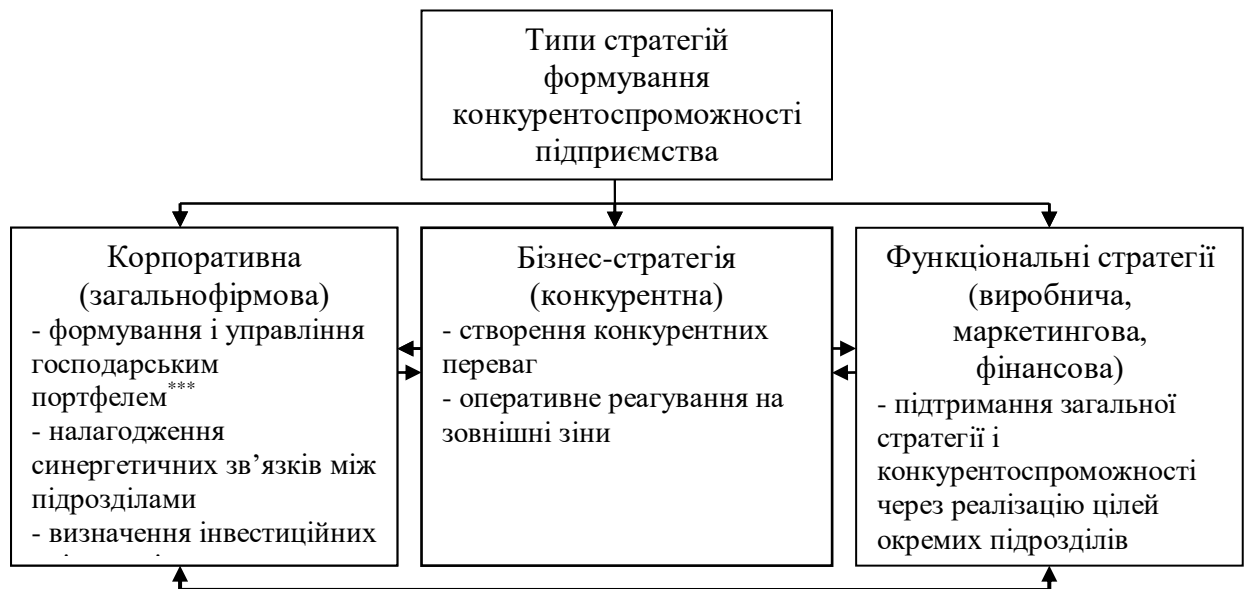 Типи стратегій
формування
конкурентоспроможності
підприємства
Корпоративна
(загальнофірмова)
- формування і управління
господарським
портфелем***
- налагодження
синергетичних зв’язків між
підрозділами
- визначення інвестиційних
Бізнес-стратегія
(конкурентна)
- створення конкурентних
переваг
- оперативне реагування на
зовнішні зіни
Функціональні стратегії
(виробнича,
маркетингова,
фінансова)
- підтримання загальної
стратегії і
конкурентоспроможності
через реалізацію цілей
окремих підрозділів